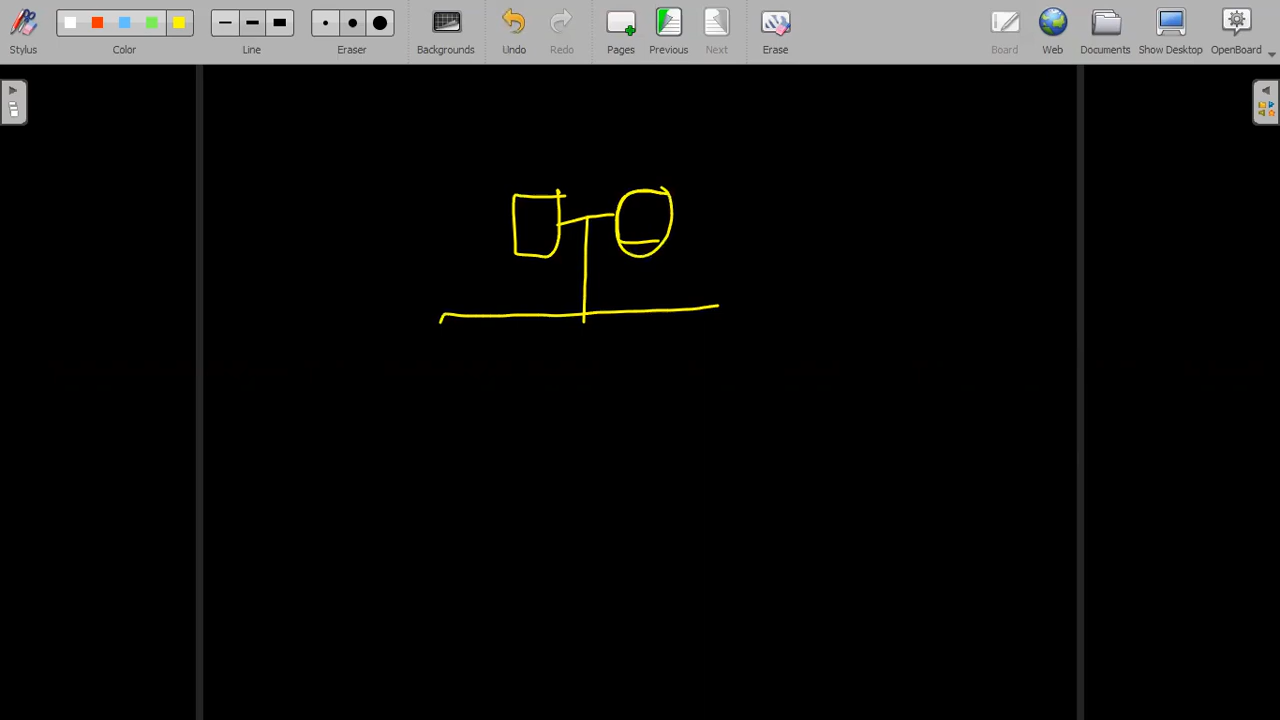 Stylus
Color
Line
Eraser
Backgrounds
Undo
Redo
Pages
Previous
Next
Erase
Board
Web
Documents
Show Desktop
OpenBoard